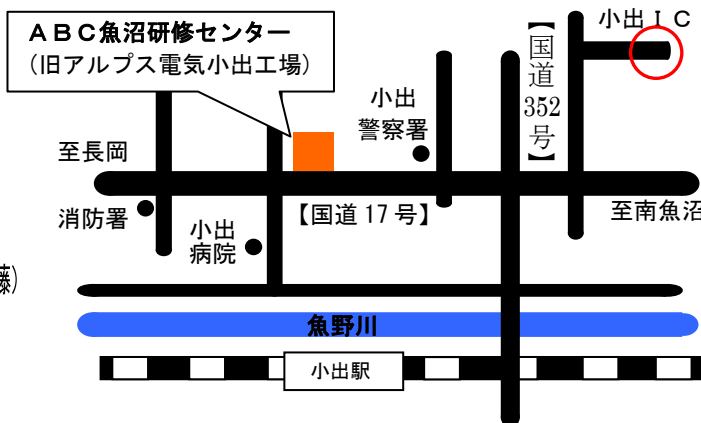 ABC魚沼研修センター
(旧アルプス電気小出工場)
小出IC
【国道352号】
小出
警察署
至長岡
消防署
小出
病院
【国道17号】
至南魚沼
藤)
魚野川
小出駅